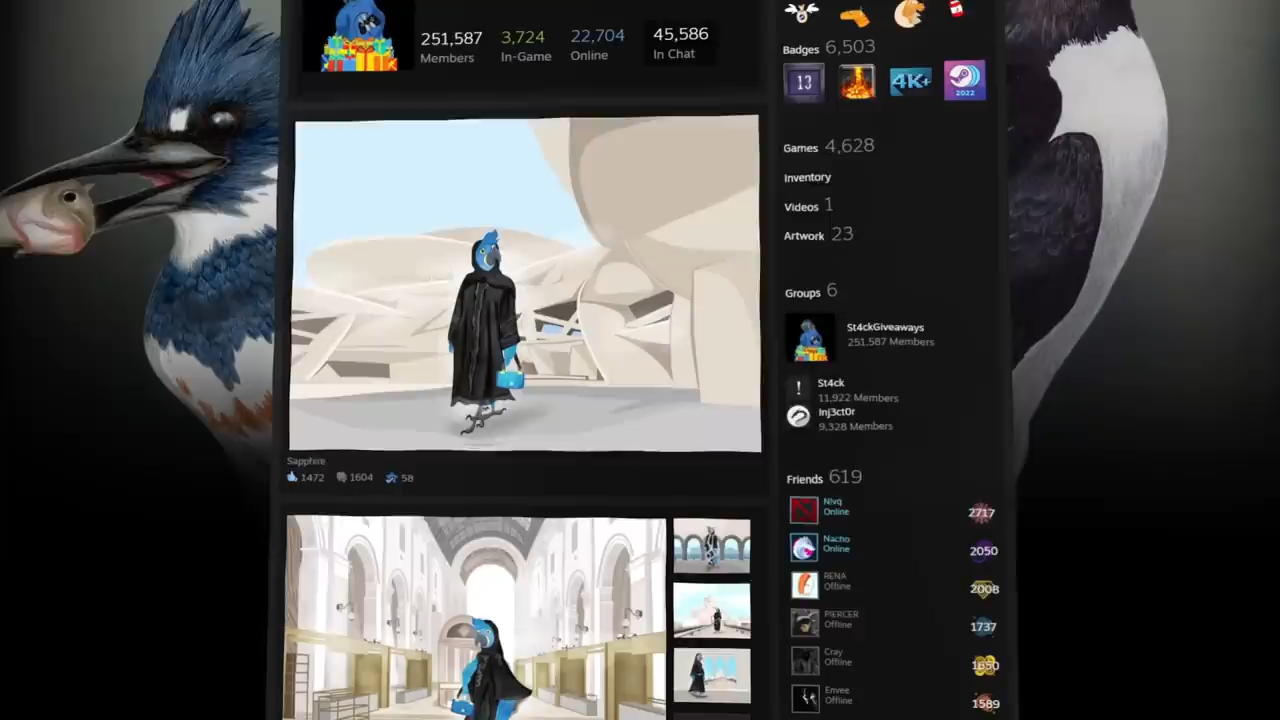 251,587
Members
3,724
In-Game
22,704
Online
45,586
In Chat
Sapphire
1472
1604
58
Badges 6,503
13
4K+
2022
Games 4,628
Inventory
Videos 1
Artwork 23
Groups 6
St4ckGiveaways
251,587 Members
St4ck
11,922 Members
Inj3ct0r
9,328 Members
Friends 619
N!vq
Online
2717
Nacho
Online
2050
RENA
Offline
2008
PIERCER
Offline
1737
Cray
Offline
1650
Envee
Offline
1589